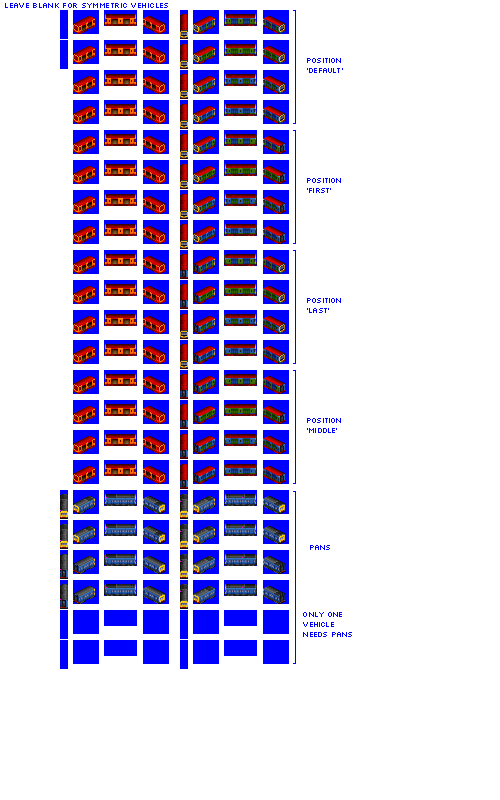 LEAVE BLANK FOR SYMMETRIC VEHICLES
POSITION
'DEFAULT'
POSITION
'FIRST'
POSITION
'LAST'
POSITION
'MIDDLE'
PANS
ONLY ONE
VEHICLE
NEEDS PANS